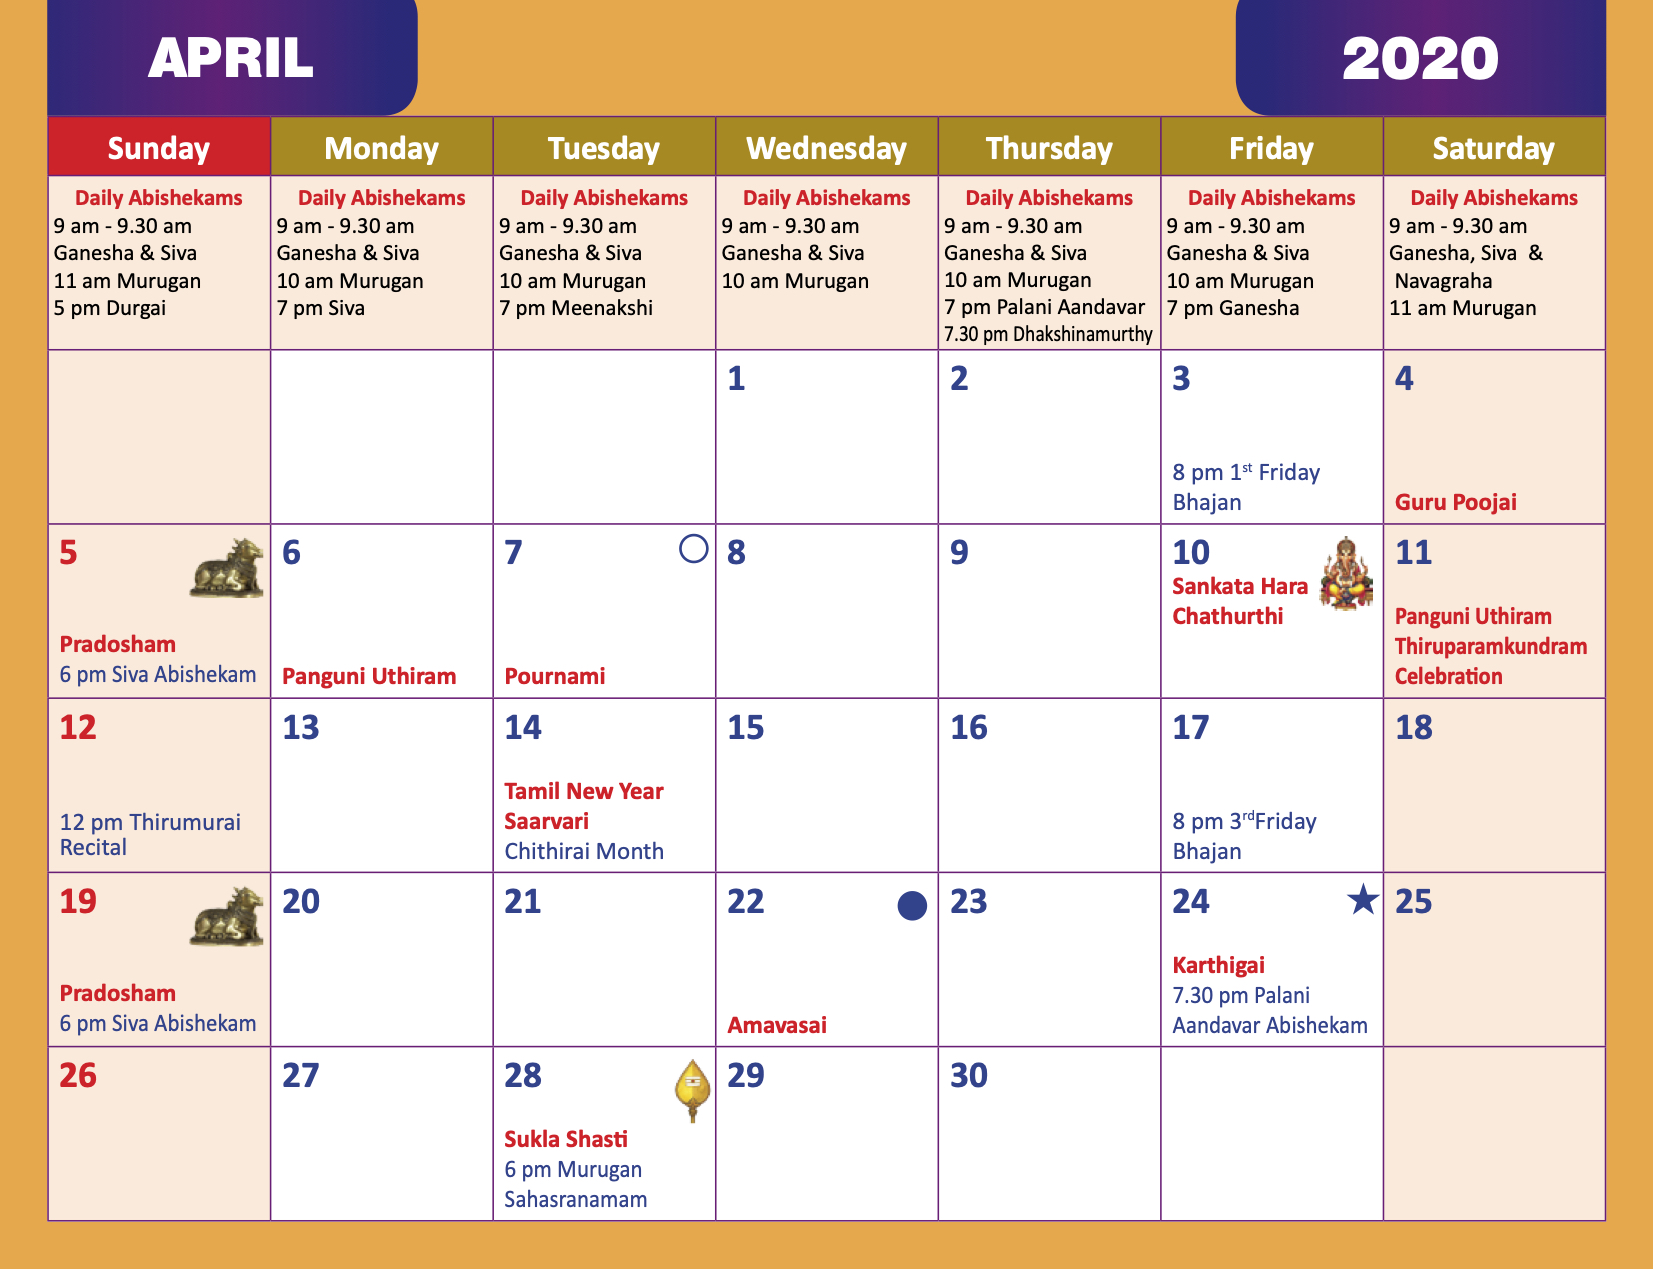 APRIL
2020
Sunday
Monday
Tuesday
Wednesday
Thursday
Friday
Saturday
Daily Abishekams
9 am - 9.30 am
Ganesha & Siva
11 am Murugan
5 pm Durgai
Daily Abishekams
9 am - 9.30 am
Ganesha & Siva
10 am Murugan
7 pm Siva
Daily Abishekams
9 am - 9.30 am
Ganesha & Siva
10 am Murugan
7 pm Meenakshi
Daily Abishekams
9 am - 9.30 am
Ganesha & Siva
10 am Murugan
Daily Abishekams
9 am - 9.30 am
Ganesha & Siva
10 am Murugan
7 pm Palani Aandavar
7.30 pm Dhakshinamurthy
Daily Abishekams
9 am - 9.30 am
Ganesha & Siva
10 am Murugan
7 pm Ganesha
Daily Abishekams
9 am - 9.30 am
Ganesha, Siva &
Navagraha
11 am Murugan
1
2
3
8 pm 1st Friday
Bhajan
4
Guru Poojai
5
Pradosham
6 pm Siva Abishekam
6
Panguni Uthiram
7
Pournami
8
9
10
Sankata Hara
Chathurthi
11
Panguni Uthiram
Thiruparamkundram
Celebration
12
12 pm Thirumurai
Recital
13
14
Tamil New Year
Saarvari
Chithirai Month
15
16
17
8 pm 3rdFriday
Bhajan
18
19
Pradosham
6 pm Siva Abishekam
20
21
22
Amavasai
23
24
Karthigai
7.30 pm Palani
Aandavar Abishekam
25
26
27
28
Sukla Shasti
6 pm Murugan
Sahasranamam
29
30